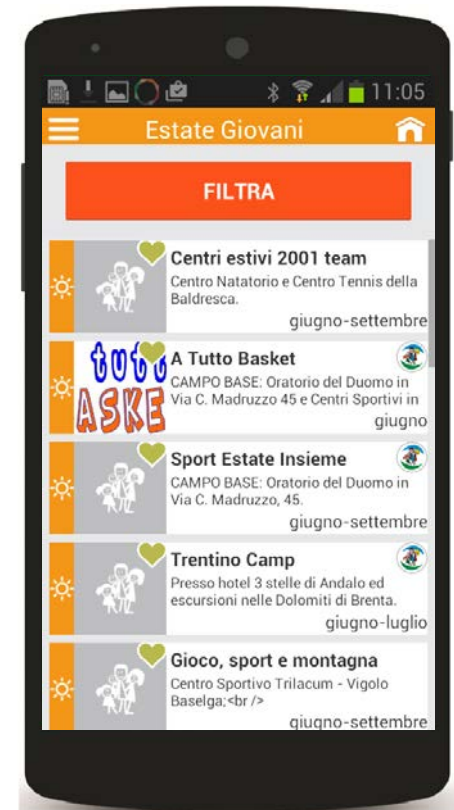 11:05
Estate Giovani
FILTRA
Centri estivi 2001 team
Centro Natatorio e Centro Tennis della
Baldresca.
giugno-settembre
tutt
ASKE
A Tutto Basket
CAMPO BASE: Oratorio del Duomo in
Via C. Madruzzo 45 e Centri Sportivi in
giugno
Sport Estate Insieme
CAMPO BASE: Oratorio del Duomo in
Via C. Madruzzo, 45.
giugno-settembre
Trentino Camp
Presso hotel 3 stelle di Andalo ed
escursioni nelle Dolomiti di Brenta.
giugno-luglio
Gioco, sport e montagna
Centro Sportivo Trilacum - Vigolo
Baselga;<br />
giugno-settembre